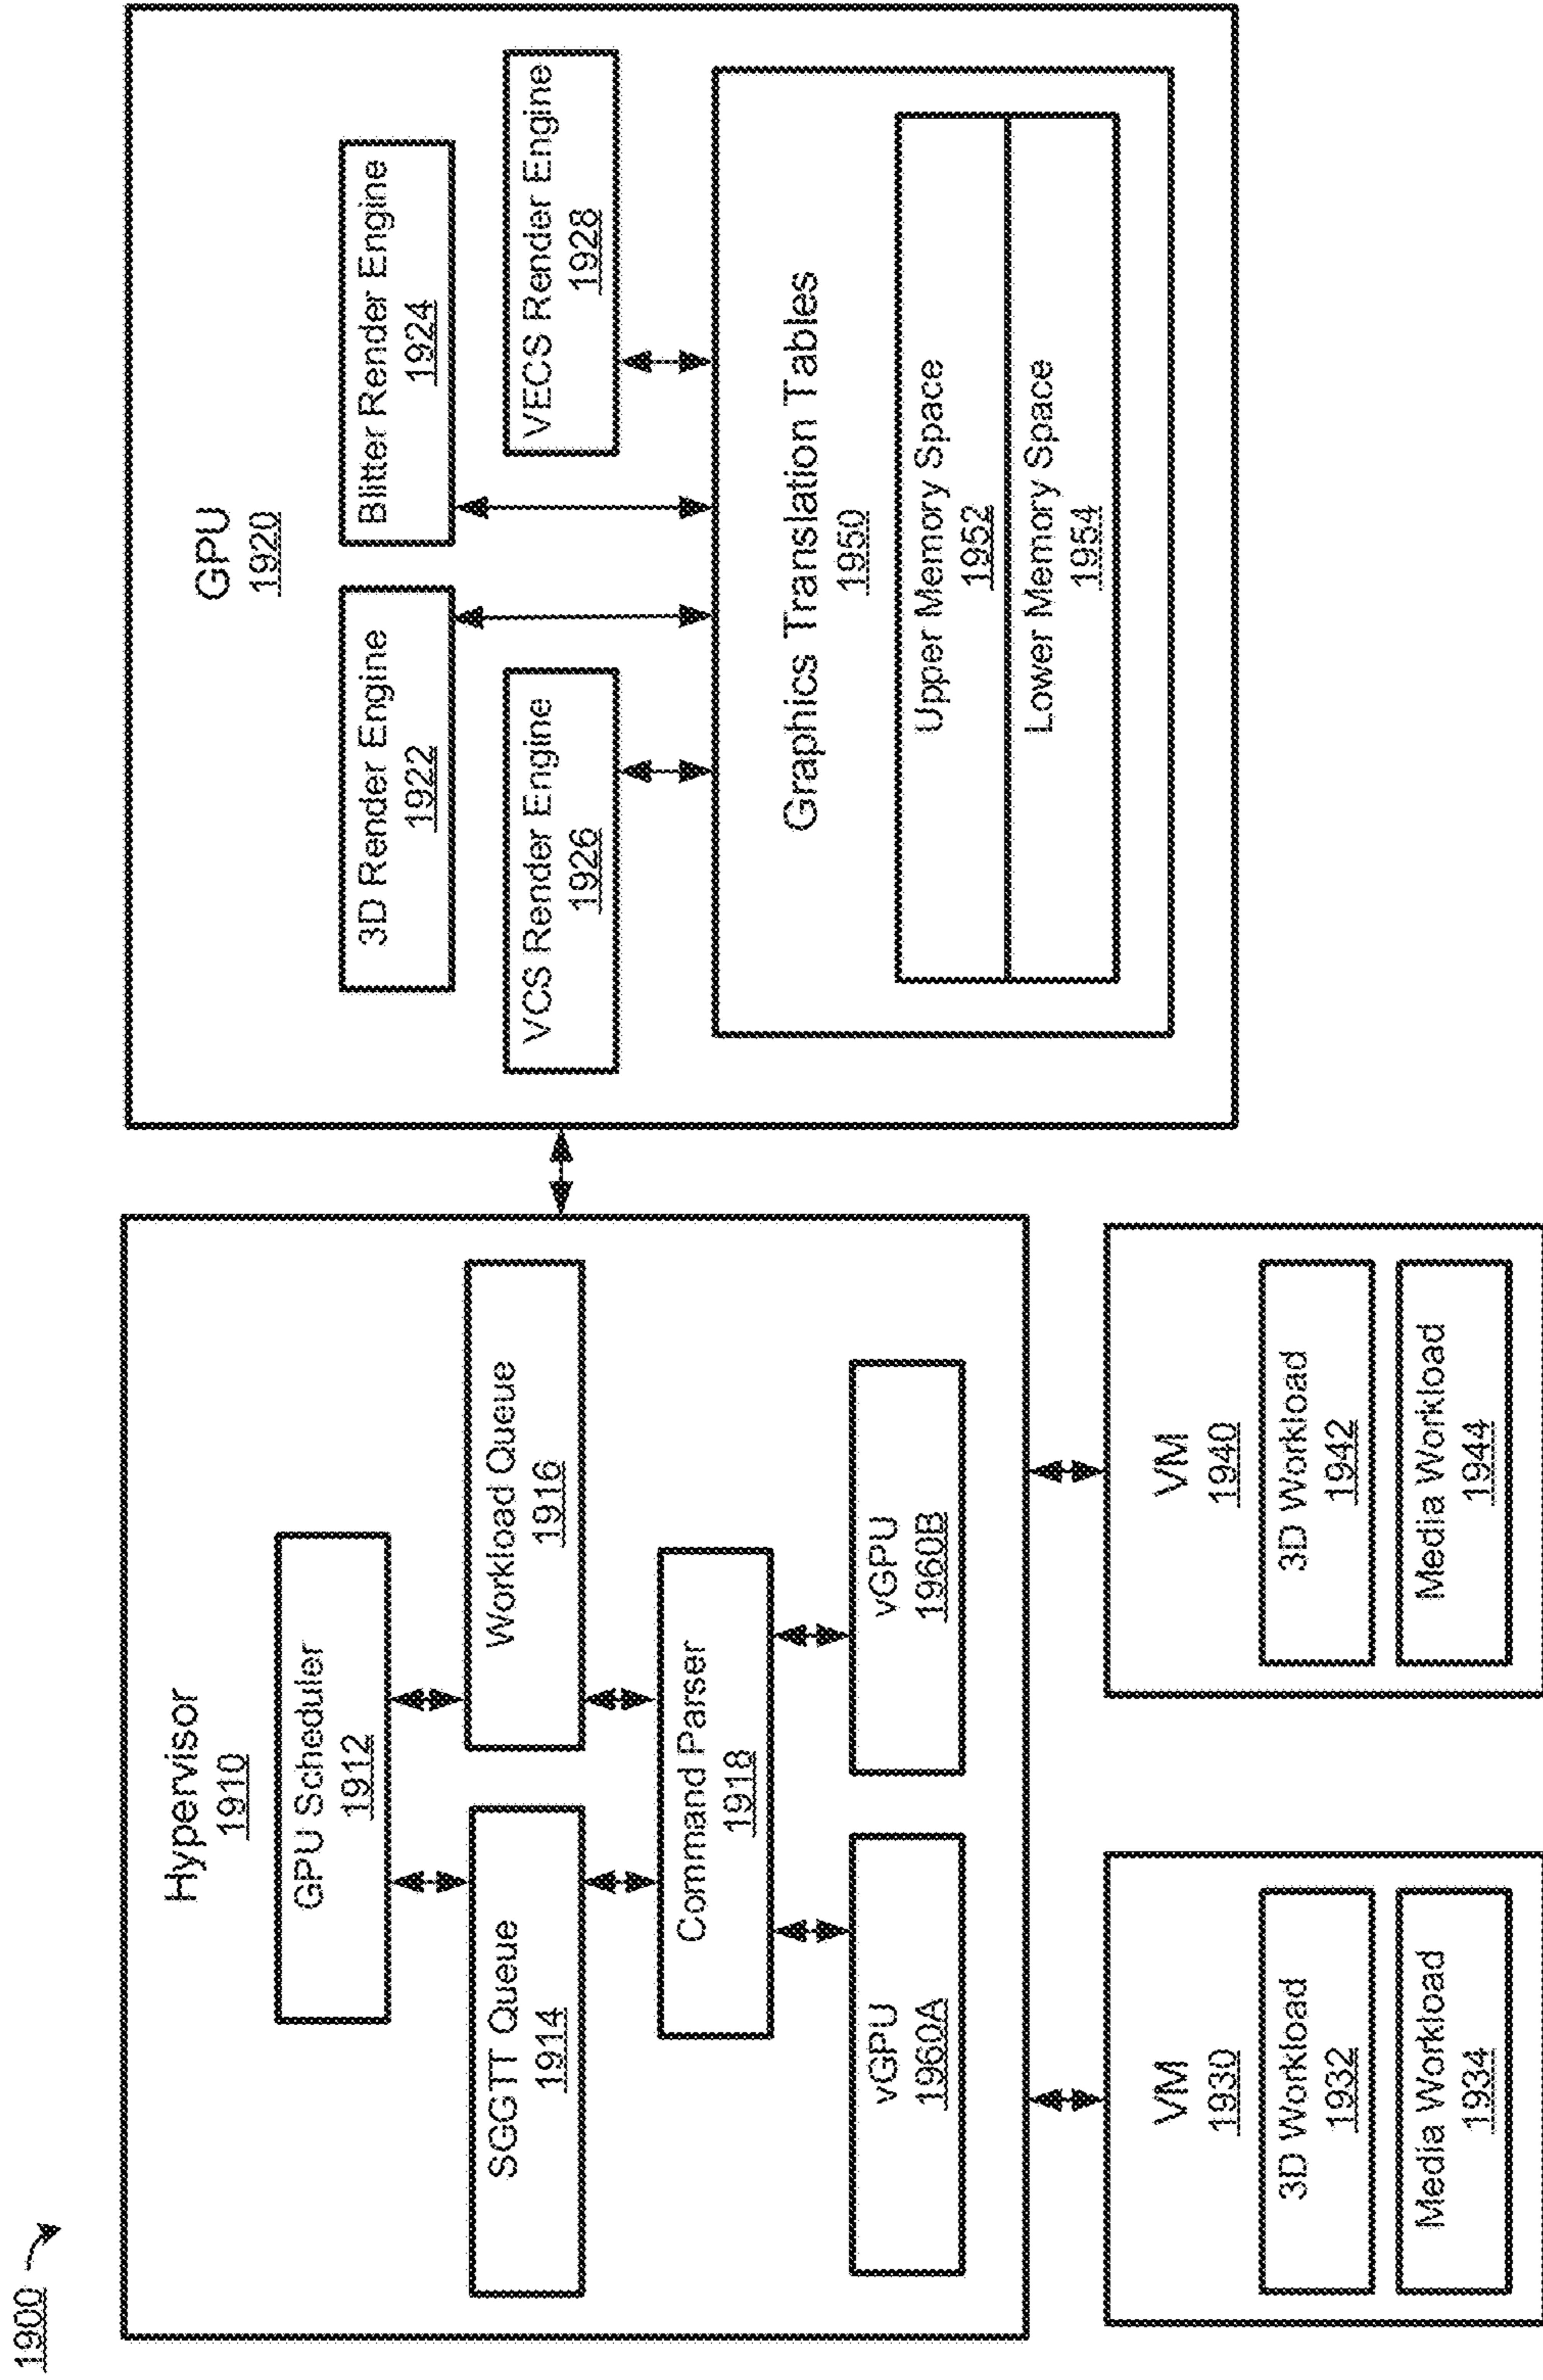 1900
Hypervisor
1910
GPU Scheduler
1912
SGGTT Queue
1914
Workload Queue
1916
Command Parser
1918
vGPU
1960A
vGPU
1960B
VM
1930
3D Workload
1932
Media Workload
1934
VM
1940
3D Workload
1942
Media Workload
1944
GPU
1920
3D Render Engine
1922
Blitter Render Engine
1924
VCS Render Engine
1926
VECS Render Engine
1928
Graphics Translation Tables
1950
Upper Memory Space
1952
Lower Memory Space
1954